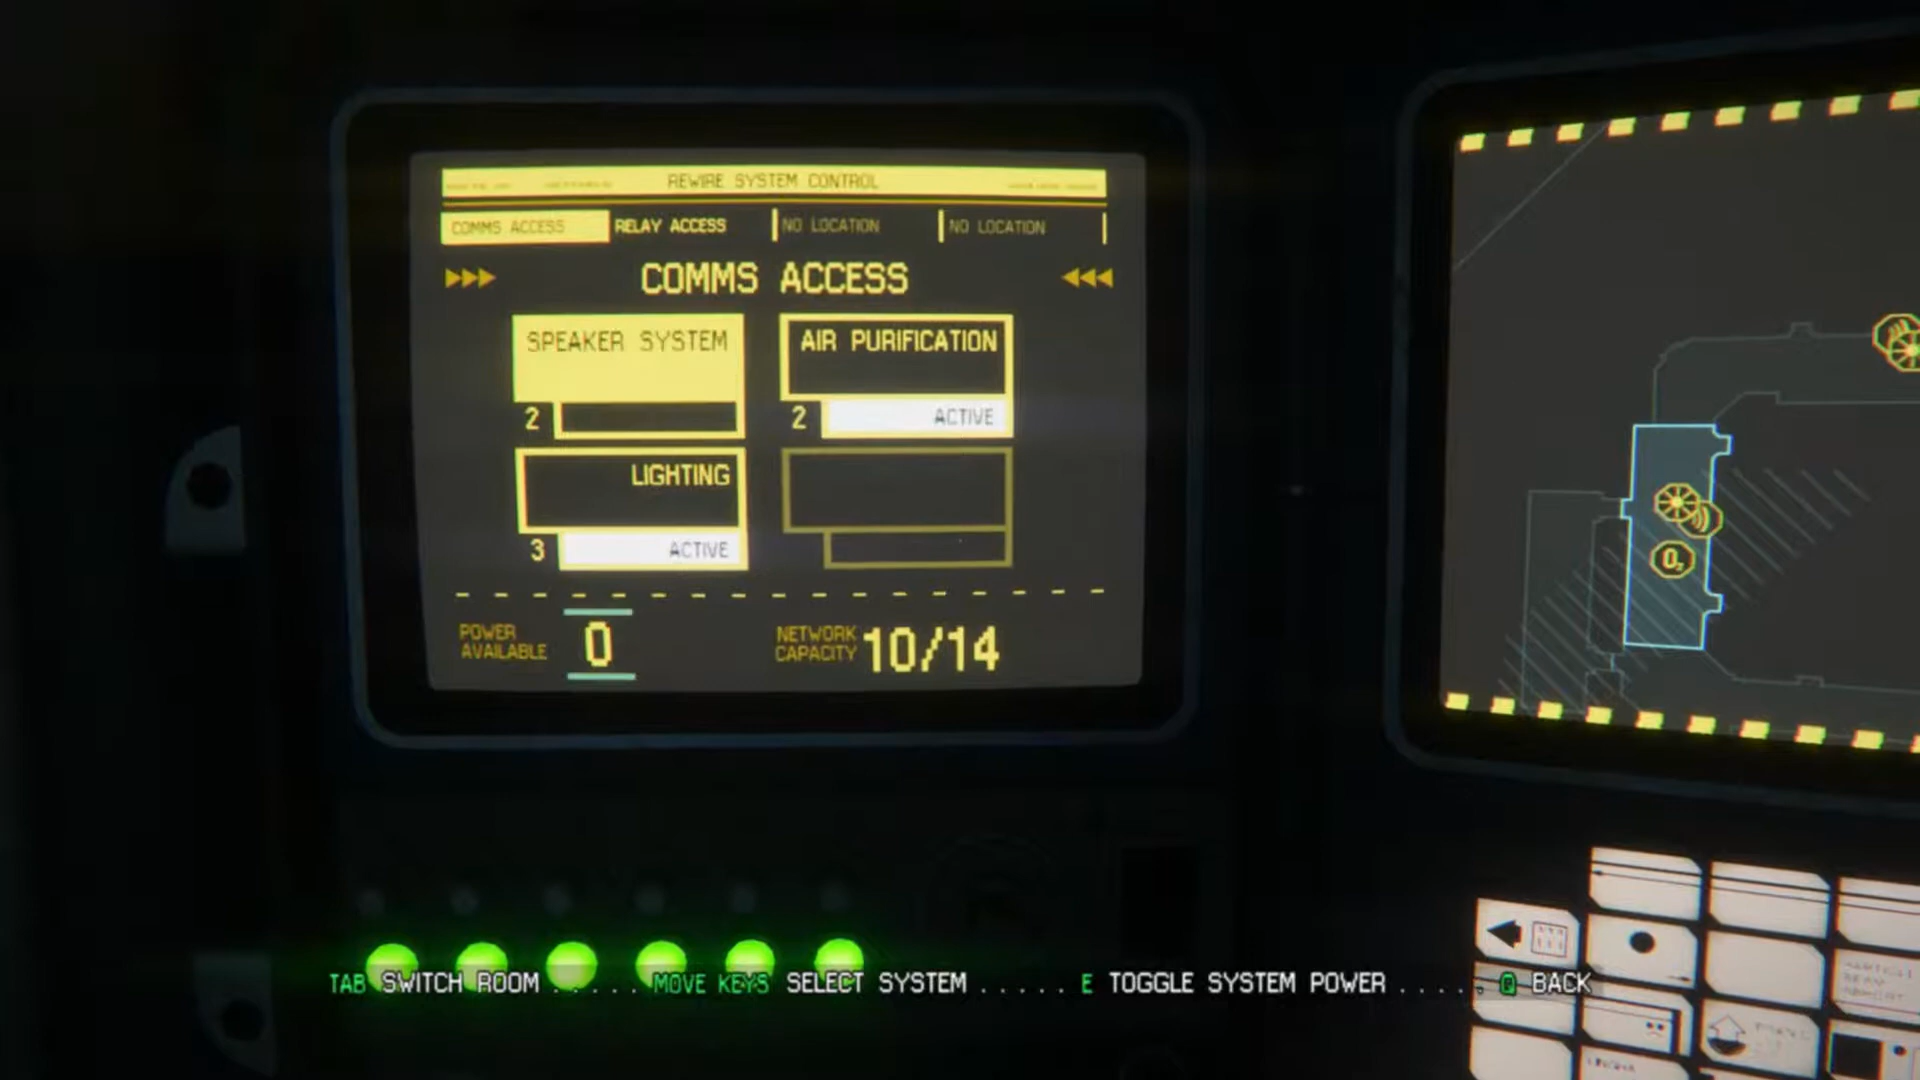 REWIRE SYSTEM CONTROL
COMMS ACCESS
RELAY ACCESS
NO LOCATION
NO LOCATION
COMMS ACCESS
SPEAKER SYSTEM
2
AIR PURIFICATION
2 ACTIVE
LIGHTING
3 ACTIVE
POWER
AVAILABLE
0
NETWORK
CAPACITY
10/14
O₂
TAB SWITCH ROOM ..... MOVE KEYS SELECT SYSTEM ..... E TOGGLE SYSTEM POWER ..... Q BACK